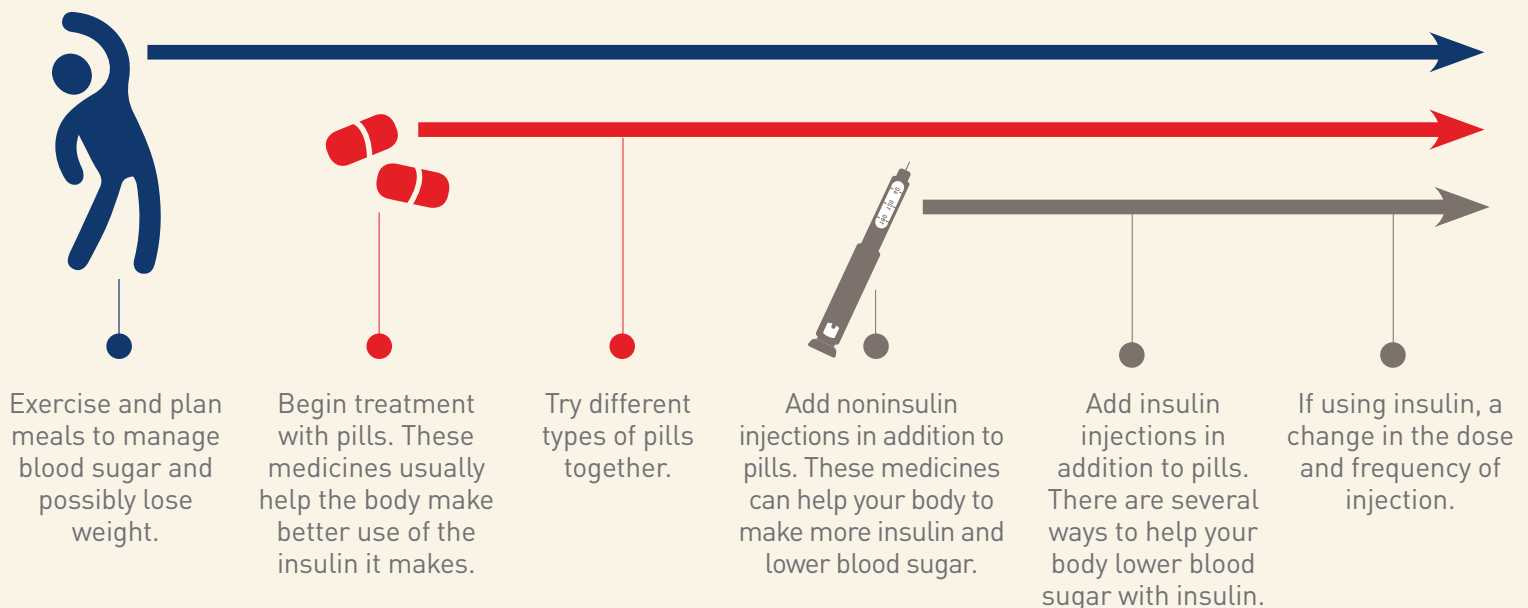 Exercise and plan
meals to manage
blood sugar and
possibly lose
weight.
Begin treatment
with pills. These
medicines usually
help the body make
better use of the
insulin it makes.
Try different
types of pills
together.
Add noninsulin
injections in addition to
pills. These medicines
can help your body to
make more insulin and
lower blood sugar.
Add insulin
injections in
addition to pills.
There are several
ways to help your
body lower blood
sugar with insulin.
If using insulin, a
change in the dose
and frequency of
injection.